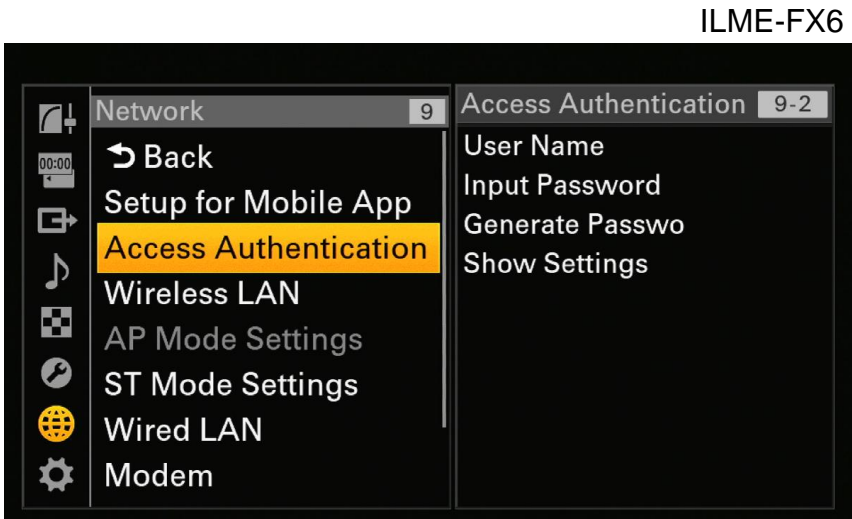 ILME-FX6
Network 9
Back
Setup for Mobile App
Access Authentication
Wireless LAN
AP Mode Settings
ST Mode Settings
Wired LAN
Modem
00:00
Access Authentication 9-2
User Name
Input Password
Generate Passwo
Show Settings